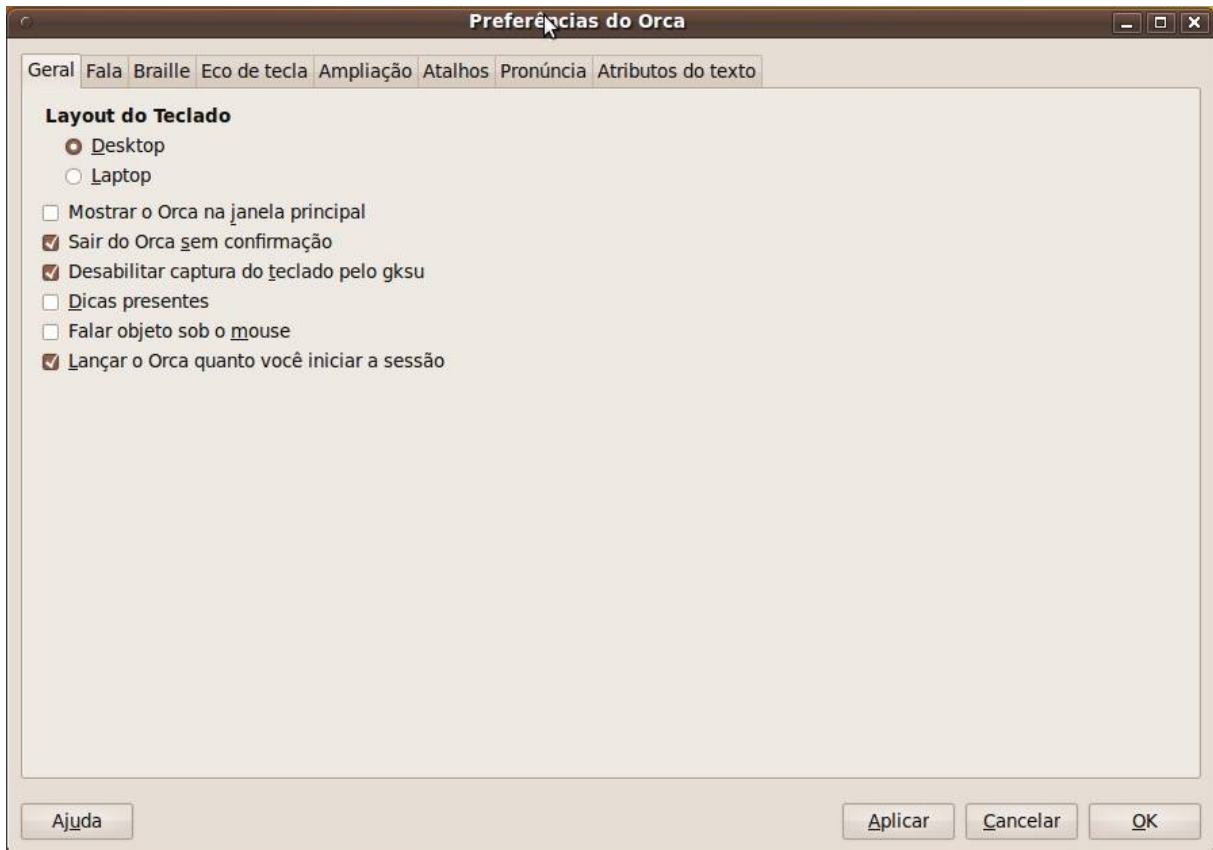 Preferências do Orca
Geral Fala Braille Eco de tecla Ampliação Atalhos Pronúncia Atributos do texto
Layout do Teclado
Desktop
Laptop
Mostrar o Orca na janela principal
Sair do Orca sem confirmação
Desabilitar captura do teclado pelo gksu
Dicas presentes
Falar objeto sob o mouse
Lançar o Orca quanto você iniciar a sessão
Ajuda Aplicar Cancelar OK